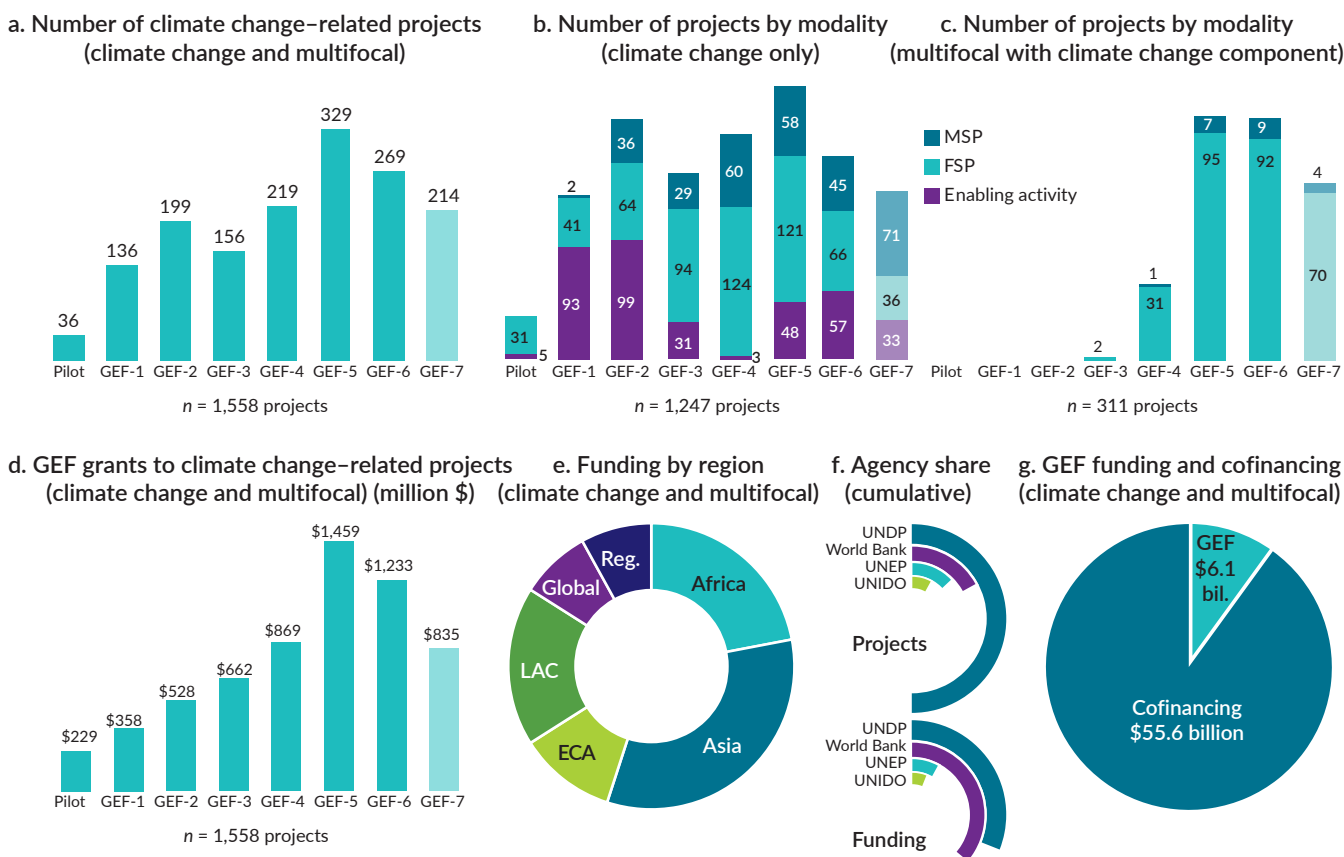 a. Number of climate change–related projects
(climate change and multifocal)
36
136
199
156
219
329
269
214
Pilot GEF-1 GEF-2 GEF-3 GEF-4 GEF-5 GEF-6 GEF-7
n = 1,558 projects
b. Number of projects by modality
(climate change only)
31
5
2
41
93
36
64
99
29
94
31
60
124
3
58
121
48
45
66
57
71
36
33
Pilot GEF-1 GEF-2 GEF-3 GEF-4 GEF-5 GEF-6 GEF-7
n = 1,247 projects
MSP
FSP
Enabling activity
c. Number of projects by modality
(multifocal with climate change component)
2
1
31
7
95
9
92
4
70
Pilot GEF-1 GEF-2 GEF-3 GEF-4 GEF-5 GEF-6 GEF-7
n = 311 projects
d. GEF grants to climate change–related projects
(climate change and multifocal) (million $)
$229
$358
$528
$662
$869
$1,459
$1,233
$835
Pilot GEF-1 GEF-2 GEF-3 GEF-4 GEF-5 GEF-6 GEF-7
n = 1,558 projects
e. Funding by region
(climate change and multifocal)
Africa
Asia
ECA
LAC
Global
Reg.
f. Agency share
(cumulative)
UNDP
World Bank
UNEP
UNIDO
Projects
UNDP
World Bank
UNEP
UNIDO
Funding
g. GEF funding and cofinancing
(climate change and multifocal)
GEF
$6.1
bil.
Cofinancing
$55.6 billion